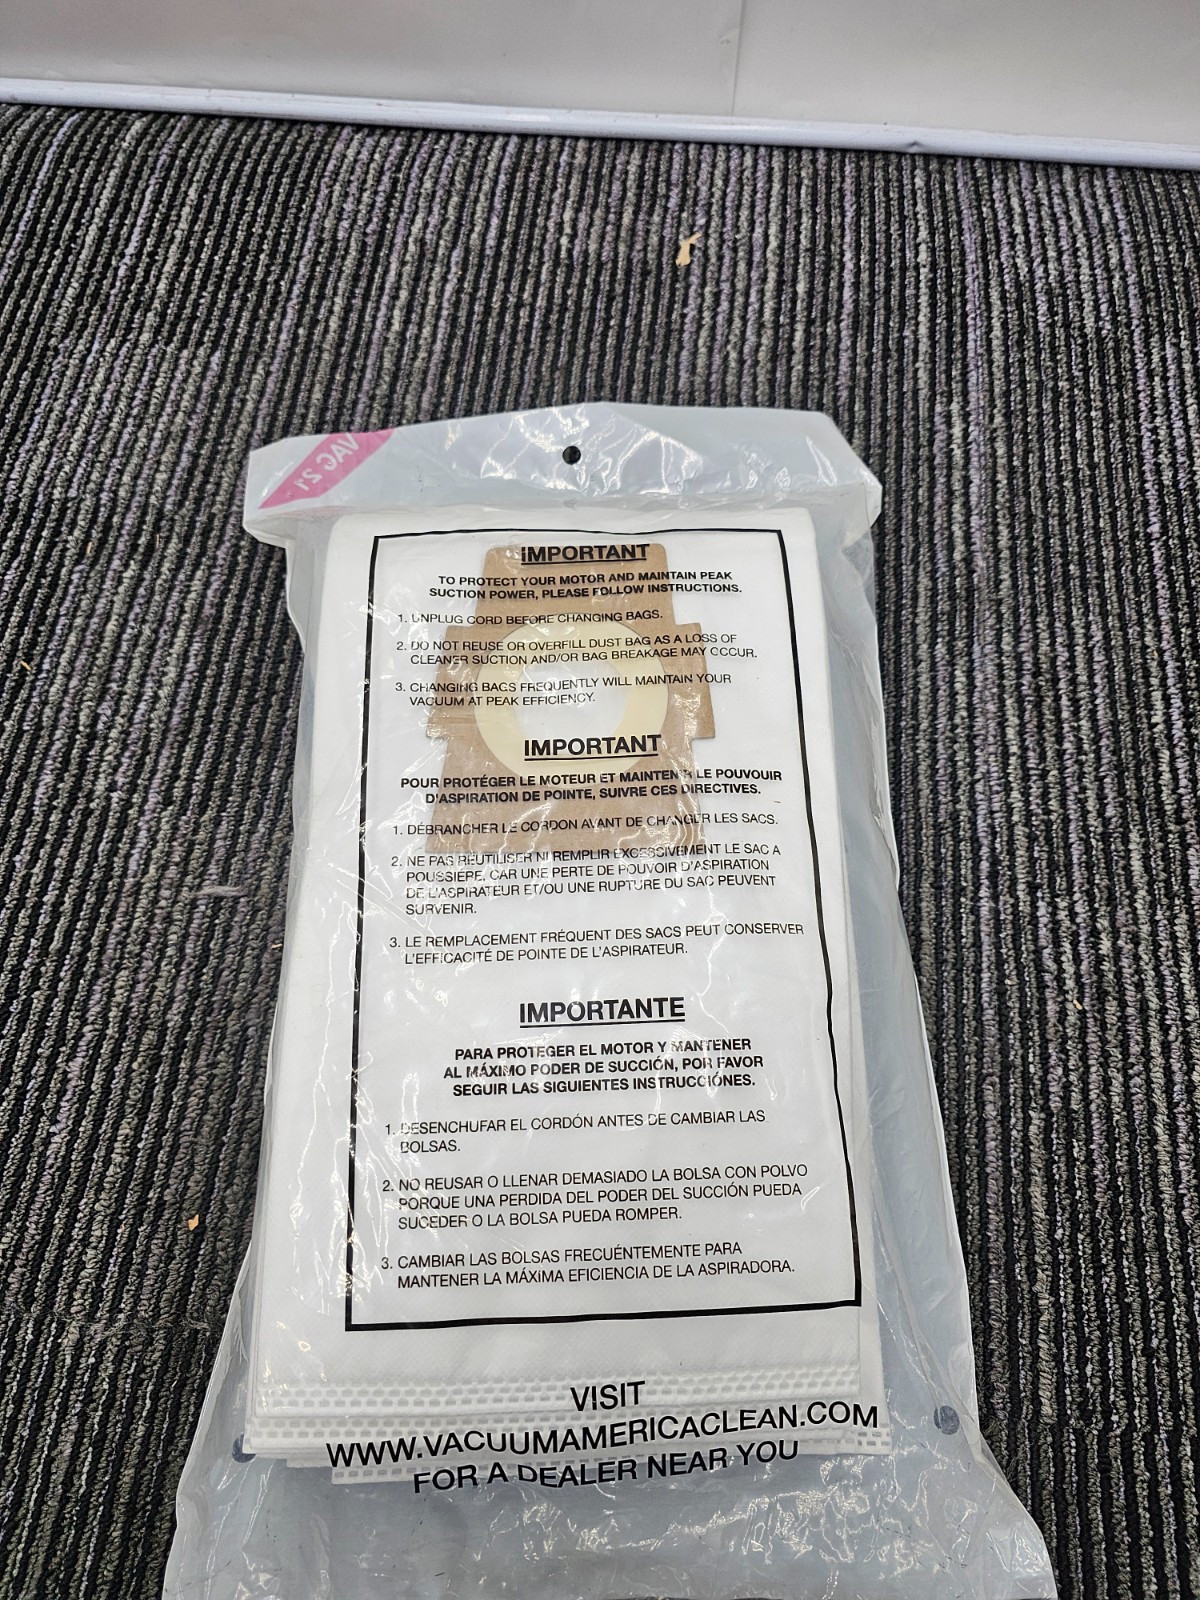 VAC 21
IMPORTANT
TO PROTECT YOUR MOTOR AND MAINTAIN PEAK
SUCTION POWER, PLEASE FOLLOW INSTRUCTIONS.
1. UNPLUG CORD BEFORE CHANGING BAGS.
2. DO NOT REUSE OR OVERFILL DUST BAG AS A LOSS OF
CLEANER SUCTION AND/OR BAG BREAKAGE MAY OCCUR.
3. CHANGING BAGS FREQUENTLY WILL MAINTAIN YOUR
VACUUM AT PEAK EFFICIENCY.
IMPORTANT
POUR PROTÉGER LE MOTEUR ET MAINTENIR LE POUVOUIR
D'ASPIRATION DE POINTE, SUIVRE CES DIRECTIVES.
1. DÉBRANCHER LE CORDON AVANT DE CHANGER LES SACS.
2. NE PAS RÉUTILISER NI REMPLIR EXCESSIVEMENT LE SAC A
POUSSIÈRE, CAR UNE PERTE DE POUVOIR D'ASPIRATION
DE L'ASPIRATEUR ET/OU UNE RUPTURE DU SAC PEUVENT
SURVENIR.
3. LE REMPLACEMENT FRÉQUENT DES SACS PEUT CONSERVER
L'EFFICACITÉ DE POINTE DE L'ASPIRATEUR.
IMPORTANTE
PARA PROTEGER EL MOTOR Y MANTENER
AL MÁXIMO PODER DE SUCCIÓN, POR FAVOR
SEGUIR LAS SIGUIENTES INSTRUCCIÓNES.
1. DESENCHUFAR EL CORDÓN ANTES DE CAMBIAR LAS
BOLSAS.
2. NO REUSAR O LLENAR DEMASIADO LA BOLSA CON POLVO
PORQUE UNA PERDIDA DEL PODER DEL SUCCIÓN PUEDA
SUCEDER O LA BOLSA PUEDA ROMPER.
3. CAMBIAR LAS BOLSAS FRECUÉNTEMENTE PARA
MANTENER LA MÁXIMA EFICIENCIA DE LA ASPIRADORA.
VISIT
WWW.VACUUMAMERICACLEAN.COM
FOR A DEALER NEAR YOU